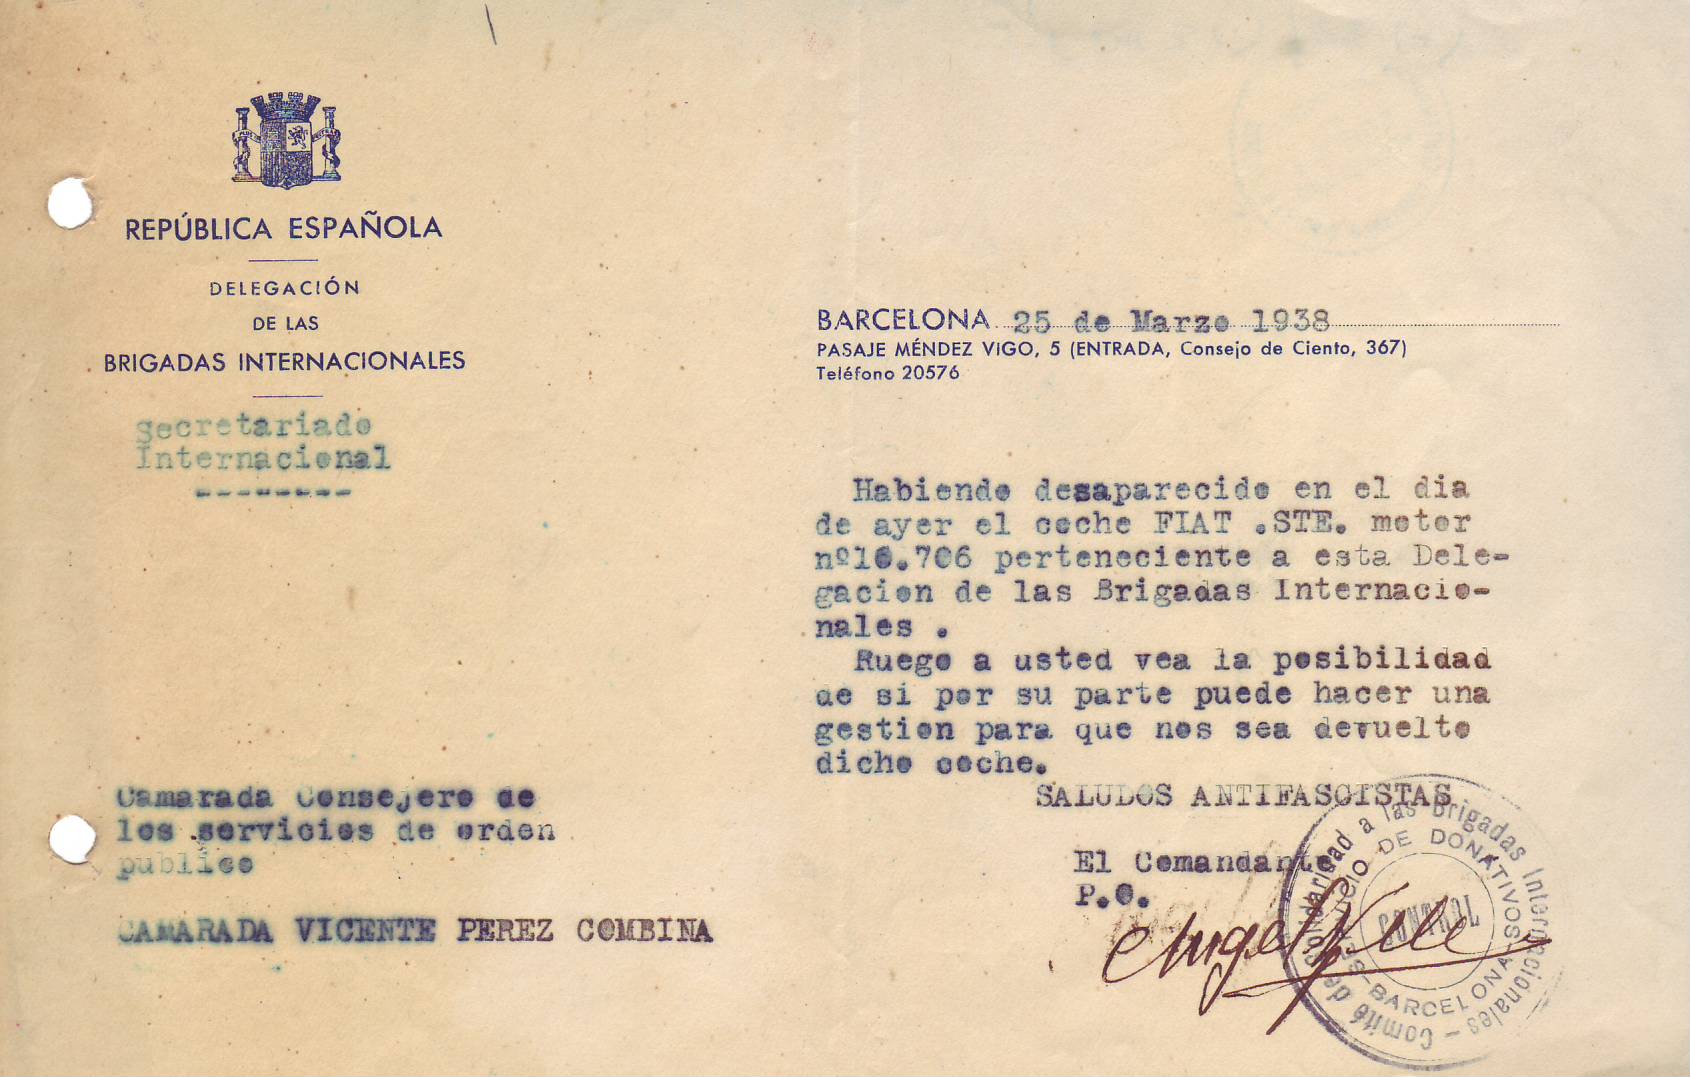 REPÚBLICA ESPAÑOLA
DELEGACIÓN
DE LAS
BRIGADAS INTERNACIONALES
Secretariado
Internacional
--------
BARCELONA 25 de Marzo 1938
PASAJE MÉNDEZ VIGO, 5 (ENTRADA, Consejo de Ciento, 367)
Teléfono 20576
Habiendo desaparecido en el dia
de ayer el coche FIAT .STE. motor
nº10.706 perteneciente a esta Dele-
gacion de las Brigadas Internacio-
nales .
Ruego a usted vea la posibilidad
de si por su parte puede hacer una
gestion para que nos sea devuelto
dicho coche.
SALUDOS ANTIFASCISTAS
El Comandante
P.O.
Angel
Comité de Solidaridad a las Brigadas Internacionales –
DE DONATIVOS
-BARCELONA-
Camarada Consejero de
los .servicios de orden
publico
CAMARADA VICENTE PEREZ COMBINA